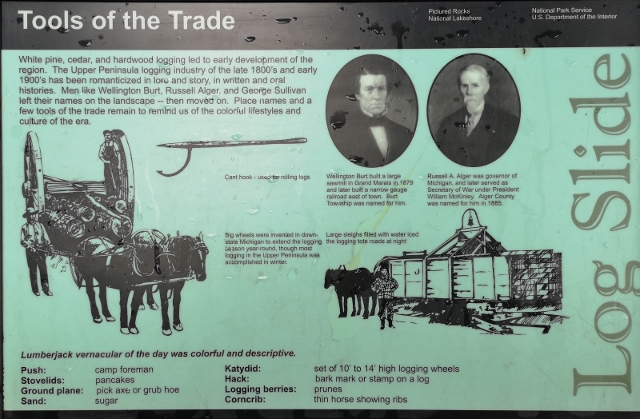 Tools of the Trade
Pictured Rocks
National Lakeshore
National Park Service
U.S. Department of the Interior
White pine, cedar, and hardwood logging led to early development of the
region. The Upper Peninsula logging industry of the late 1800's and early
1900's has been romanticized in lore and story, in written and oral
histories. Men like Wellington Burt, Russell Alger, and George Sullivan
left their names on the landscape -- then moved on. Place names and a
few tools of the trade remain to remind us of the colorful lifestyles and
culture of the era.
Cant hook - used for rolling logs
Wellington Burt built a large
sawmill in Grand Marais in 1879
and later built a narrow gauge
railroad east of town. Burt
Township was named for him.
Russell A. Alger was governor of
Michigan, and later served as
Secretary of War under President
William McKinley. Alger County
was named for him in 1885.
Log Slide
Big wheels were invented in down-
state Michigan to extend the logging
season year-round, though most
logging in the Upper Peninsula was
accomplished in winter.
Large sleighs filled with water iced
the logging tote roads at night
Lumberjack vernacular of the day was colorful and descriptive.
Push: camp foreman
Stovelids: pancakes
Ground plane: pick axe or grub hoe
Sand: sugar
Katydid: set of 10' to 14' high logging wheels
Hack: bark mark or stamp on a log
Logging berries: prunes
Corncrib: thin horse showing ribs